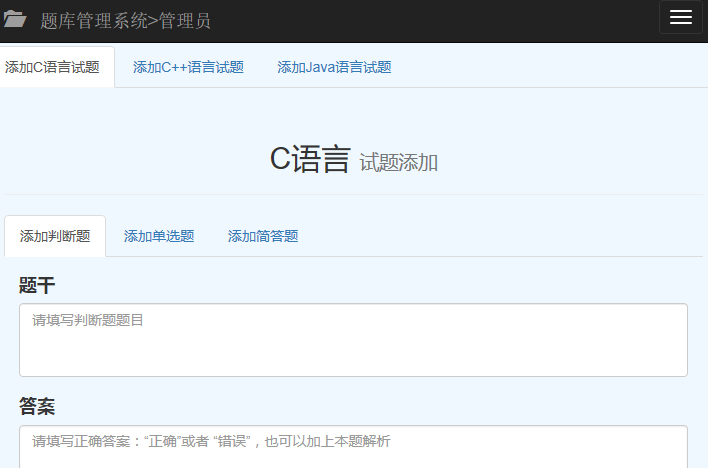 题库管理系统>管理员
添加C语言试题 添加C++语言试题 添加Java语言试题
C语言 试题添加
添加判断题 添加单选题 添加简答题
题干
请填写判断题题目
答案
请填写正确答案：“正确”或者 “错误”，也可以加上本题解析